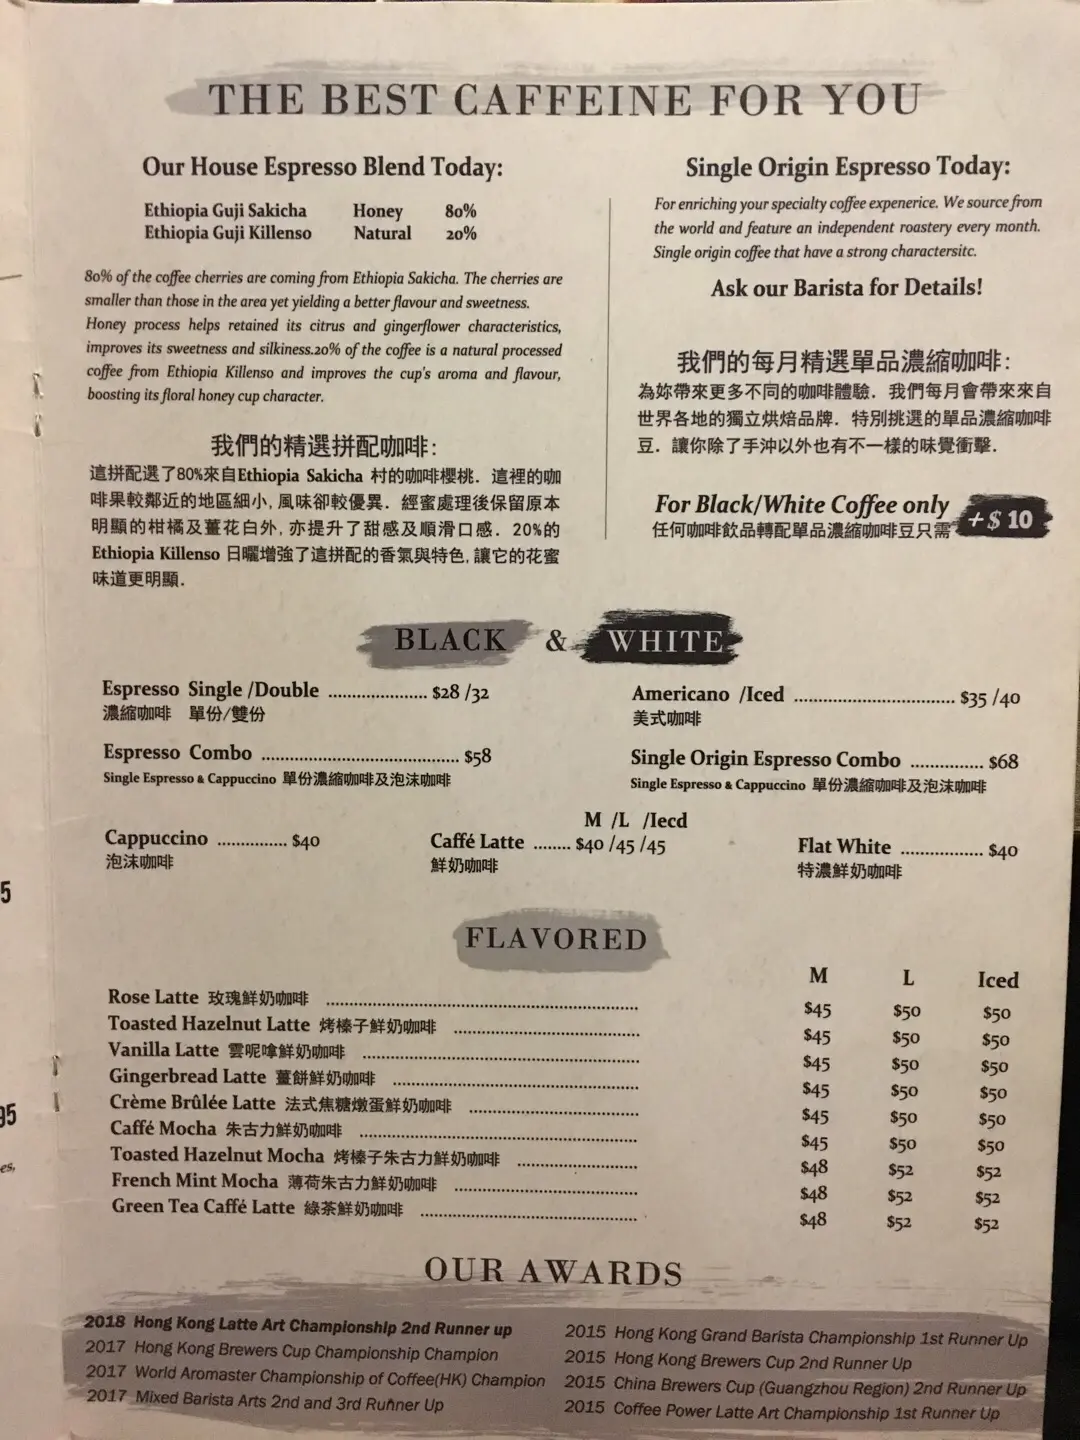 THE BEST CAFFEINE FOR YOU
Our House Espresso Blend Today:
Ethiopia Guji Sakicha Honey 80%
Ethiopia Guji Killenso Natural 20%
80% of the coffee cherries are coming from Ethiopia Sakicha. The cherries are
smaller than those in the area yet yielding a better flavour and sweetness.
Honey process helps retained its citrus and gingerflower characteristics,
improves its sweetness and silkiness.20% of the coffee is a natural processed
coffee from Ethiopia Killenso and improves the cup's aroma and flavour,
boosting its floral honey cup character.
我們的精選拼配咖啡:
這拼配選了80%來自Ethiopia Sakicha 村的咖啡櫻桃. 這裡的咖
啡果較鄰近的地區細小, 風味卻較優異. 經蜜處理後保留原本
明顯的柑橘及薑花白外, 亦提升了甜感及順滑口感. 20%的
Ethiopia Killenso 日曬增強了這拼配的香氣與特色, 讓它的花蜜
味道更明顯.
Single Origin Espresso Today:
For enriching your specialty coffee expenerice. We source from
the world and feature an independent roastery every month.
Single origin coffee that have a strong charactersitc.
Ask our Barista for Details!
我們的每月精選單品濃縮咖啡:
為妳帶來更多不同的咖啡體驗. 我們每月會帶來來自
世界各地的獨立烘焙品牌. 特別挑選的單品濃縮咖啡
豆. 讓你除了手沖以外也有不一樣的味覺衝擊.
For Black/White Coffee only + $ 10
任何咖啡飲品轉配單品濃縮咖啡豆只需
BLACK & WHITE
Espresso Single /Double .................... $28 /32
濃縮咖啡 單份/雙份
Americano /Iced ................................ $35 /40
美式咖啡
Espresso Combo ........................................ $58
Single Espresso & Cappuccino 單份濃縮咖啡及泡沫咖啡
Single Origin Espresso Combo ............... $68
Single Espresso & Cappuccino 單份濃縮咖啡及泡沫咖啡
Cappuccino .............. $40
泡沫咖啡
M /L /Iecd
Caffé Latte ........ $40 /45 /45
鮮奶咖啡
Flat White ................. $40
特濃鮮奶咖啡
FLAVORED
M L Iced
Rose Latte 玫瑰鮮奶咖啡 $45 $50 $50
Toasted Hazelnut Latte 烤榛子鮮奶咖啡 $45 $50 $50
Vanilla Latte 雲呢嗱鮮奶咖啡 $45 $50 $50
Gingerbread Latte 薑餅鮮奶咖啡 $45 $50 $50
Crème Brûlée Latte 法式焦糖燉蛋鮮奶咖啡 $45 $50 $50
Caffé Mocha 朱古力鮮奶咖啡 $45 $50 $50
Toasted Hazelnut Mocha 烤榛子朱古力鮮奶咖啡 $48 $52 $52
French Mint Mocha 薄荷朱古力鮮奶咖啡 $48 $52 $52
Green Tea Caffé Latte 綠茶鮮奶咖啡 $48 $52 $52
OUR AWARDS
2018 Hong Kong Latte Art Championship 2nd Runner up
2017 Hong Kong Brewers Cup Championship Champion
2017 World Aromaster Championship of Coffee(HK) Champion
2017 Mixed Barista Arts 2nd and 3rd Runner Up
2015 Hong Kong Grand Barista Championship 1st Runner Up
2015 Hong Kong Brewers Cup 2nd Runner Up
2015 China Brewers Cup (Guangzhou Region) 2nd Runner Up
2015 Coffee Power Latte Art Championship 1st Runner Up